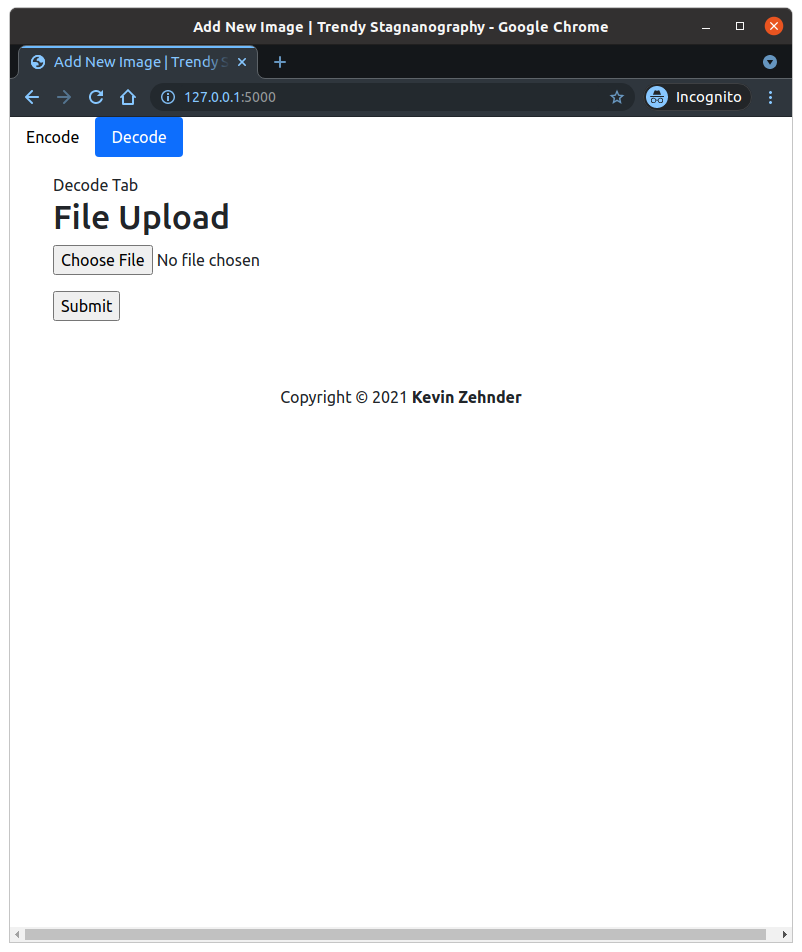 Add New Image | Trendy Stagnanography - Google Chrome
Add New Image | Trendy S
127.0.0.1:5000
Incognito
Encode
Decode
Decode Tab
File Upload
Choose File No file chosen
Submit
Copyright © 2021 Kevin Zehnder